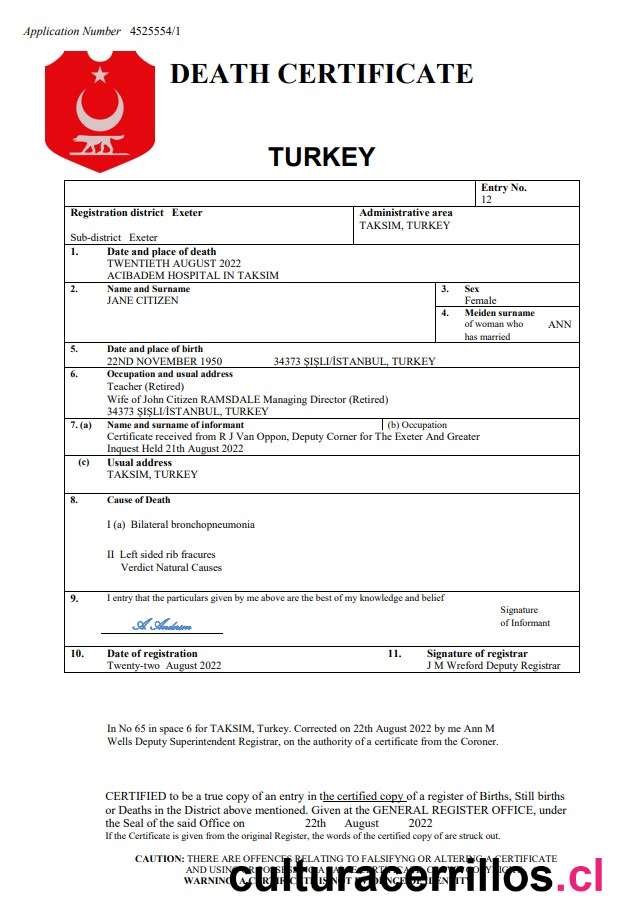 Application Number 4525554/1
DEATH CERTIFICATE
TURKEY
Entry No.
12
Registration district Exeter
Administrative area
TAKSIM, TURKEY
Sub-district Exeter
1. Date and place of death
TWENTIETH AUGUST 2022
ACIBADEM HOSPITAL IN TAKSIM
2. Name and Surname
JANE CITIZEN
3. Sex
Female
4. Meiden surname
of woman who ANN
has married
5. Date and place of birth
22ND NOVEMBER 1950 34373 ŞIŞLI/İSTANBUL, TURKEY
6. Occupation and usual address
Teacher (Retired)
Wife of John Citizen RAMSDALE Managing Director (Retired)
34373 ŞIŞLI/İSTANBUL, TURKEY
7. (a) Name and surname of informant (b) Occupation
Certificate received from R J Van Oppon, Deputy Corner for The Exeter And Greater
Inquest Held 21th August 2022
(c) Usual address
TAKSIM, TURKEY
8. Cause of Death
I (a) Bilateral bronchopneumonia
II Left sided rib fracures
Verdict Natural Causes
9. I entry that the particulars given by me above are the best of my knowledge and belief
Signature
of Informant
10. Date of registration 11. Signature of registrar
Twenty-two August 2022 J M Wreford Deputy Registrar
In No 65 in space 6 for TAKSIM, Turkey. Corrected on 22th August 2022 by me Ann M
Wells Deputy Superintendent Registrar, on the authority of a certificate from the Coroner.
CERTIFIED to be a true copy of an entry in the certified copy of a register of Births, Still births
or Deaths in the District above mentioned. Given at the GENERAL REGISTER OFFICE, under
the Seal of the said Office on 22th August 2022
If the Certificate is given from the original Register, the words of the certified copy of are struck out.
CAUTION: THERE ARE OFFENCES RELATING TO FALSIFYNG OR ALTERING A CERTIFICATE
AND USING
WARNING
culturacerrillos.cl